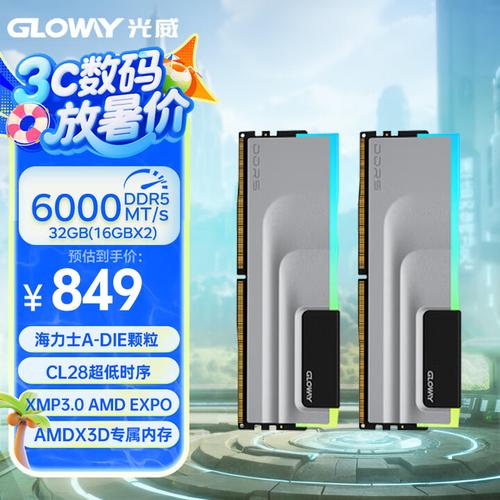 GLOWAY 光威
3C数码
放暑价
6000 DDR5
MT/s
32GB(16GBX2)
预估到手价:
¥849
海力士A-DIE颗粒
CL28超低时序
XMP3.0 AMD EXPO
AMDX3D专属内存
DDR5
GLOWAY
DDR5
GLOWAY